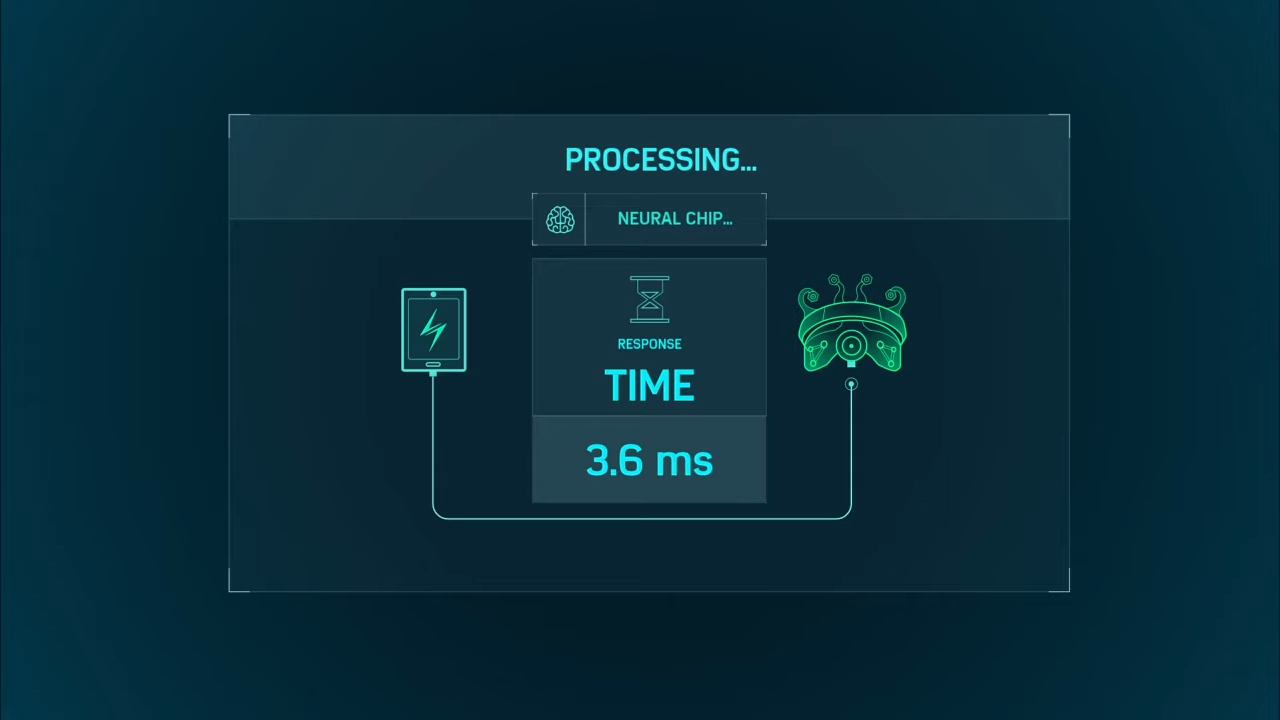 PROCESSING...
NEURAL CHIP...
RESPONSE
TIME
3.6 ms